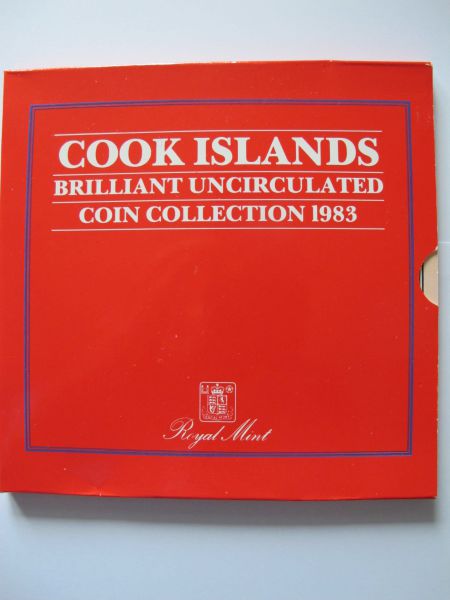 COOK ISLANDS
BRILLIANT UNCIRCULATED
COIN COLLECTION 1983
Royal Mint